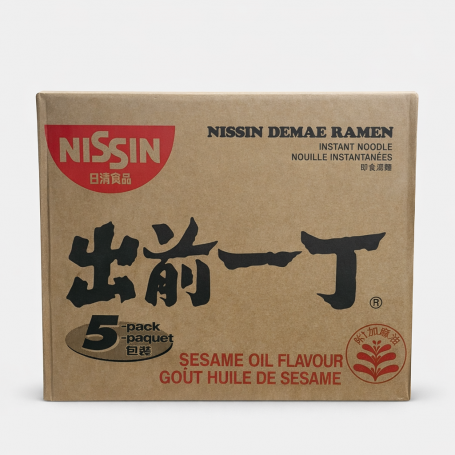 NISSIN
日清食品
NISSIN DEMAE RAMEN
INSTANT NOODLE
NOUILLE INSTANTANÉES
即食湯麵
出前一丁
®
5-pack
-paquet
包裝
SESAME OIL FLAVOUR
GOÛT HUILE DE SESAME
加麻油